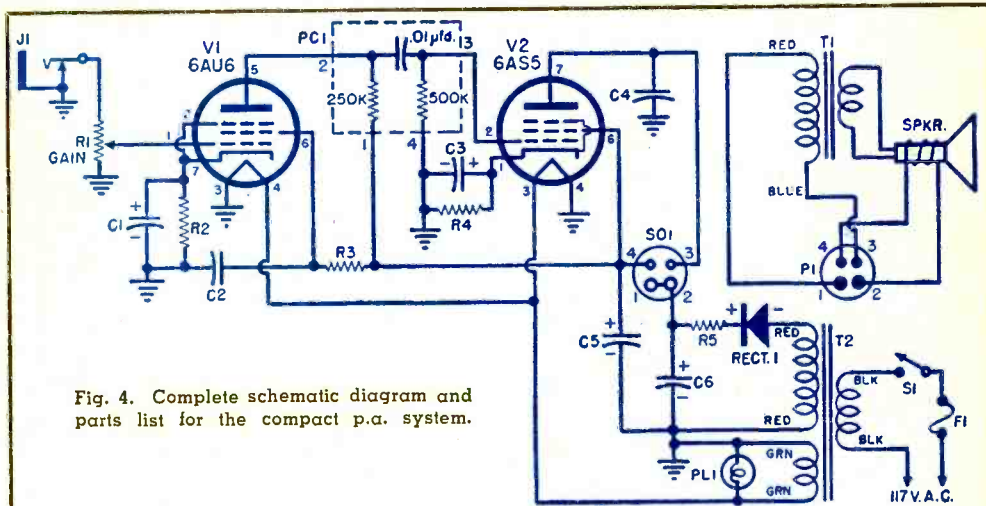 J1
R1
GAIN
V1
6AU6
5
1
7
6
3
4
C1
+
-
R2
C2
R3
PC1
2
.01µfd.
3
250K
500K
1
4
C3
-
+
R4
V2
6AS5
7
2
1
6
3
4
C4
SO1
4
3
1
2
C5
+
-
C6
+
-
R5
+
-
RECT. 1
RED
RED
T2
BLK
BLK
S1
F1
117 V. A.C.
GRN
GRN
PL1
RED
BLUE
T1
SPKR.
P1
4
3
1
2
Fig. 4. Complete schematic diagram and
parts list for the compact p.a. system.